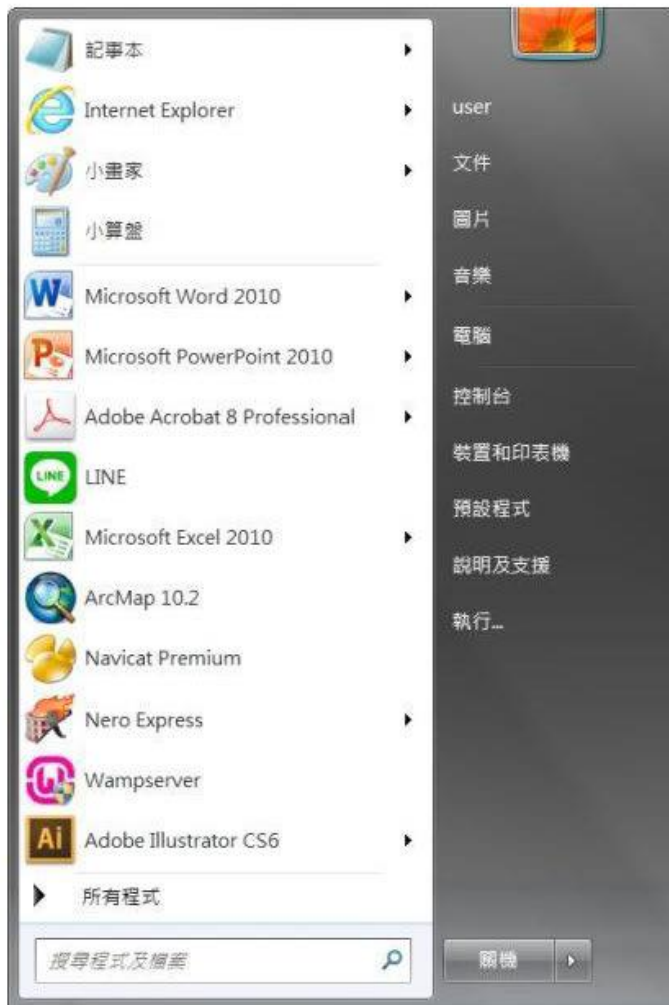 記事本
Internet Explorer
小畫家
小算盤
Microsoft Word 2010
Microsoft PowerPoint 2010
Adobe Acrobat 8 Professional
LINE
LINE
Microsoft Excel 2010
ArcMap 10.2
Navicat Premium
Nero Express
Wampserver
Ai
Adobe Illustrator CS6
所有程式
搜尋程式及檔案
user
文件
圖片
音樂
電腦
控制台
裝置和印表機
預設程式
說明及支援
執行...
關機